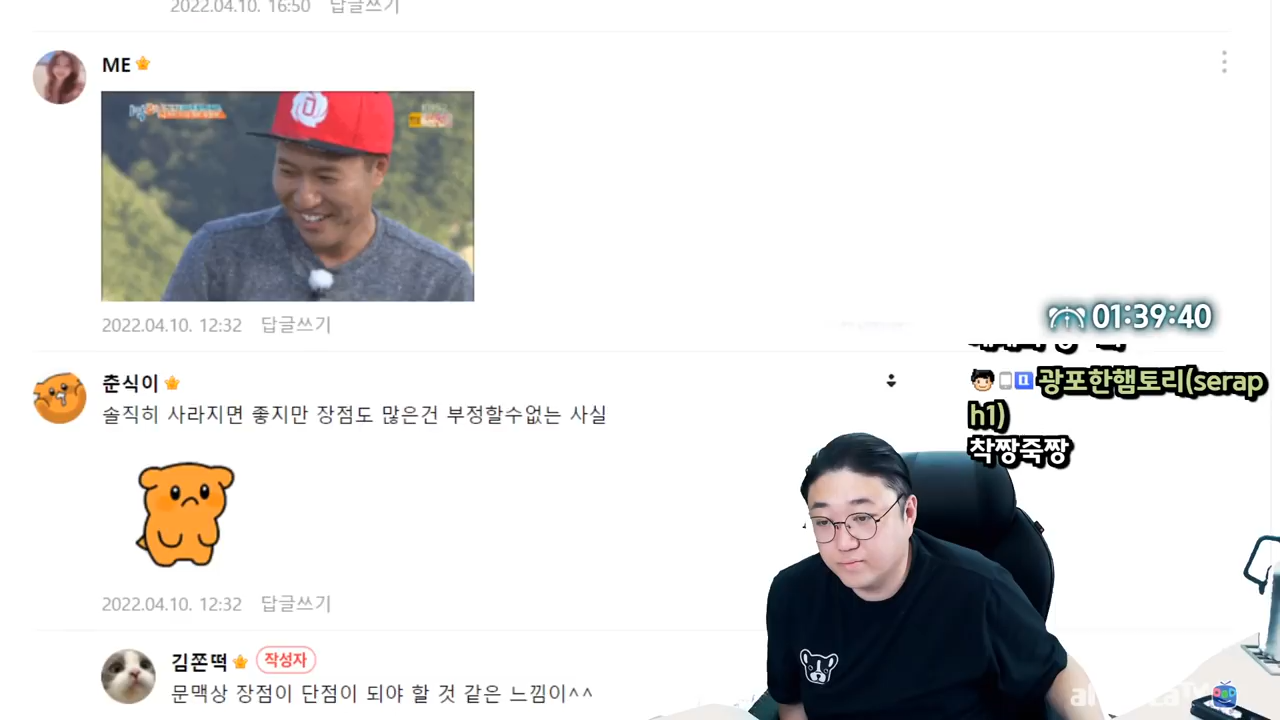 2022.04.10. 16:50 답글쓰기
ME
2022.04.10. 12:32 답글쓰기
01:39:40
광포한햄토리(serap
h1)
착짱죽짱
춘식이
솔직히 사라지면 좋지만 장점도 많은건 부정할수없는 사실
2022.04.10. 12:32 답글쓰기
김쫀떡 작성자
문맥상 장점이 단점이 되야 할 것 같은 느낌이^^